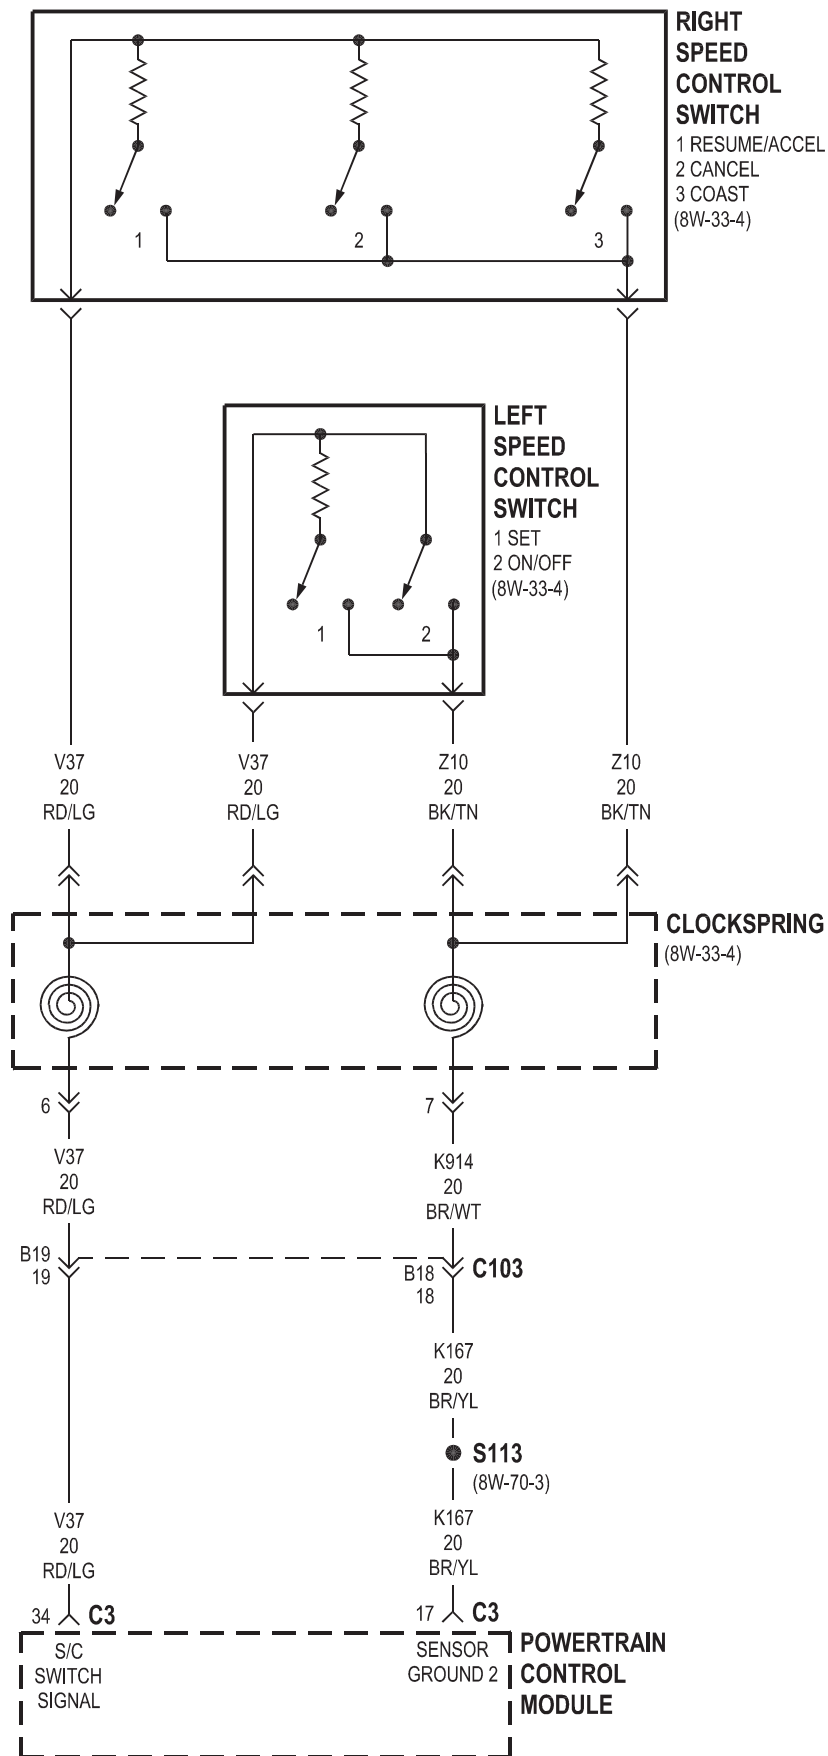 RIGHT
SPEED
CONTROL
SWITCH
1 RESUME/ACCEL
2 CANCEL
3 COAST
(8W-33-4)
1
2
3
LEFT
SPEED
CONTROL
SWITCH
1 SET
2 ON/OFF
(8W-33-4)
1
2
V37
20
RD/LG
V37
20
RD/LG
Z10
20
BK/TN
Z10
20
BK/TN
CLOCKSPRING
(8W-33-4)
6
7
V37
20
RD/LG
K914
20
BR/WT
B19
19
B18
18
C103
K167
20
BR/YL
S113
(8W-70-3)
V37
20
RD/LG
K167
20
BR/YL
34
C3
17
C3
S/C
SWITCH
SIGNAL
SENSOR
GROUND 2
POWERTRAIN
CONTROL
MODULE